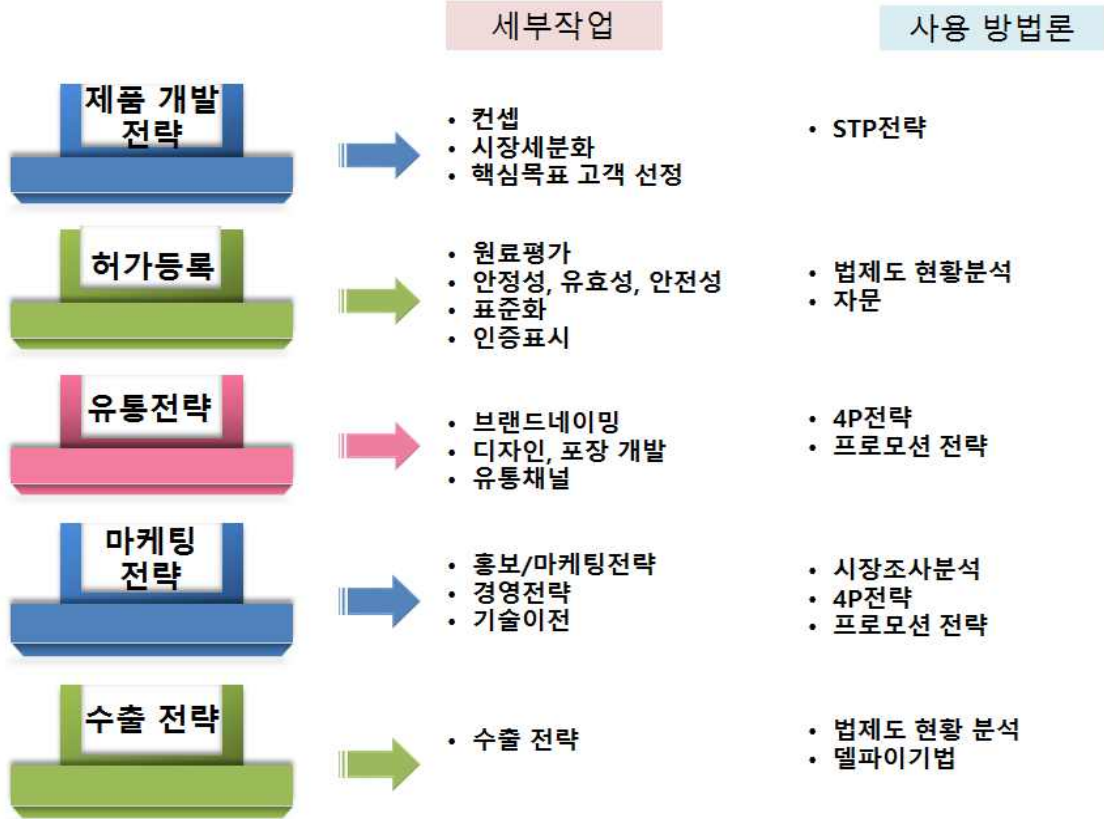 세부작업
사용 방법론
제품 개발
전략
• 컨셉
• 시장세분화
• 핵심목표 고객 선정
• STP전략
허가등록
• 원료평가
• 안정성, 유효성, 안전성
• 표준화
• 인증표시
• 법제도 현황분석
• 자문
유통전략
• 브랜드네이밍
• 디자인, 포장 개발
• 유통채널
• 4P전략
• 프로모션 전략
마케팅
전략
• 홍보/마케팅전략
• 경영전략
• 기술이전
• 시장조사분석
• 4P전략
• 프로모션 전략
수출 전략
• 수출 전략
• 법제도 현황 분석
• 델파이기법